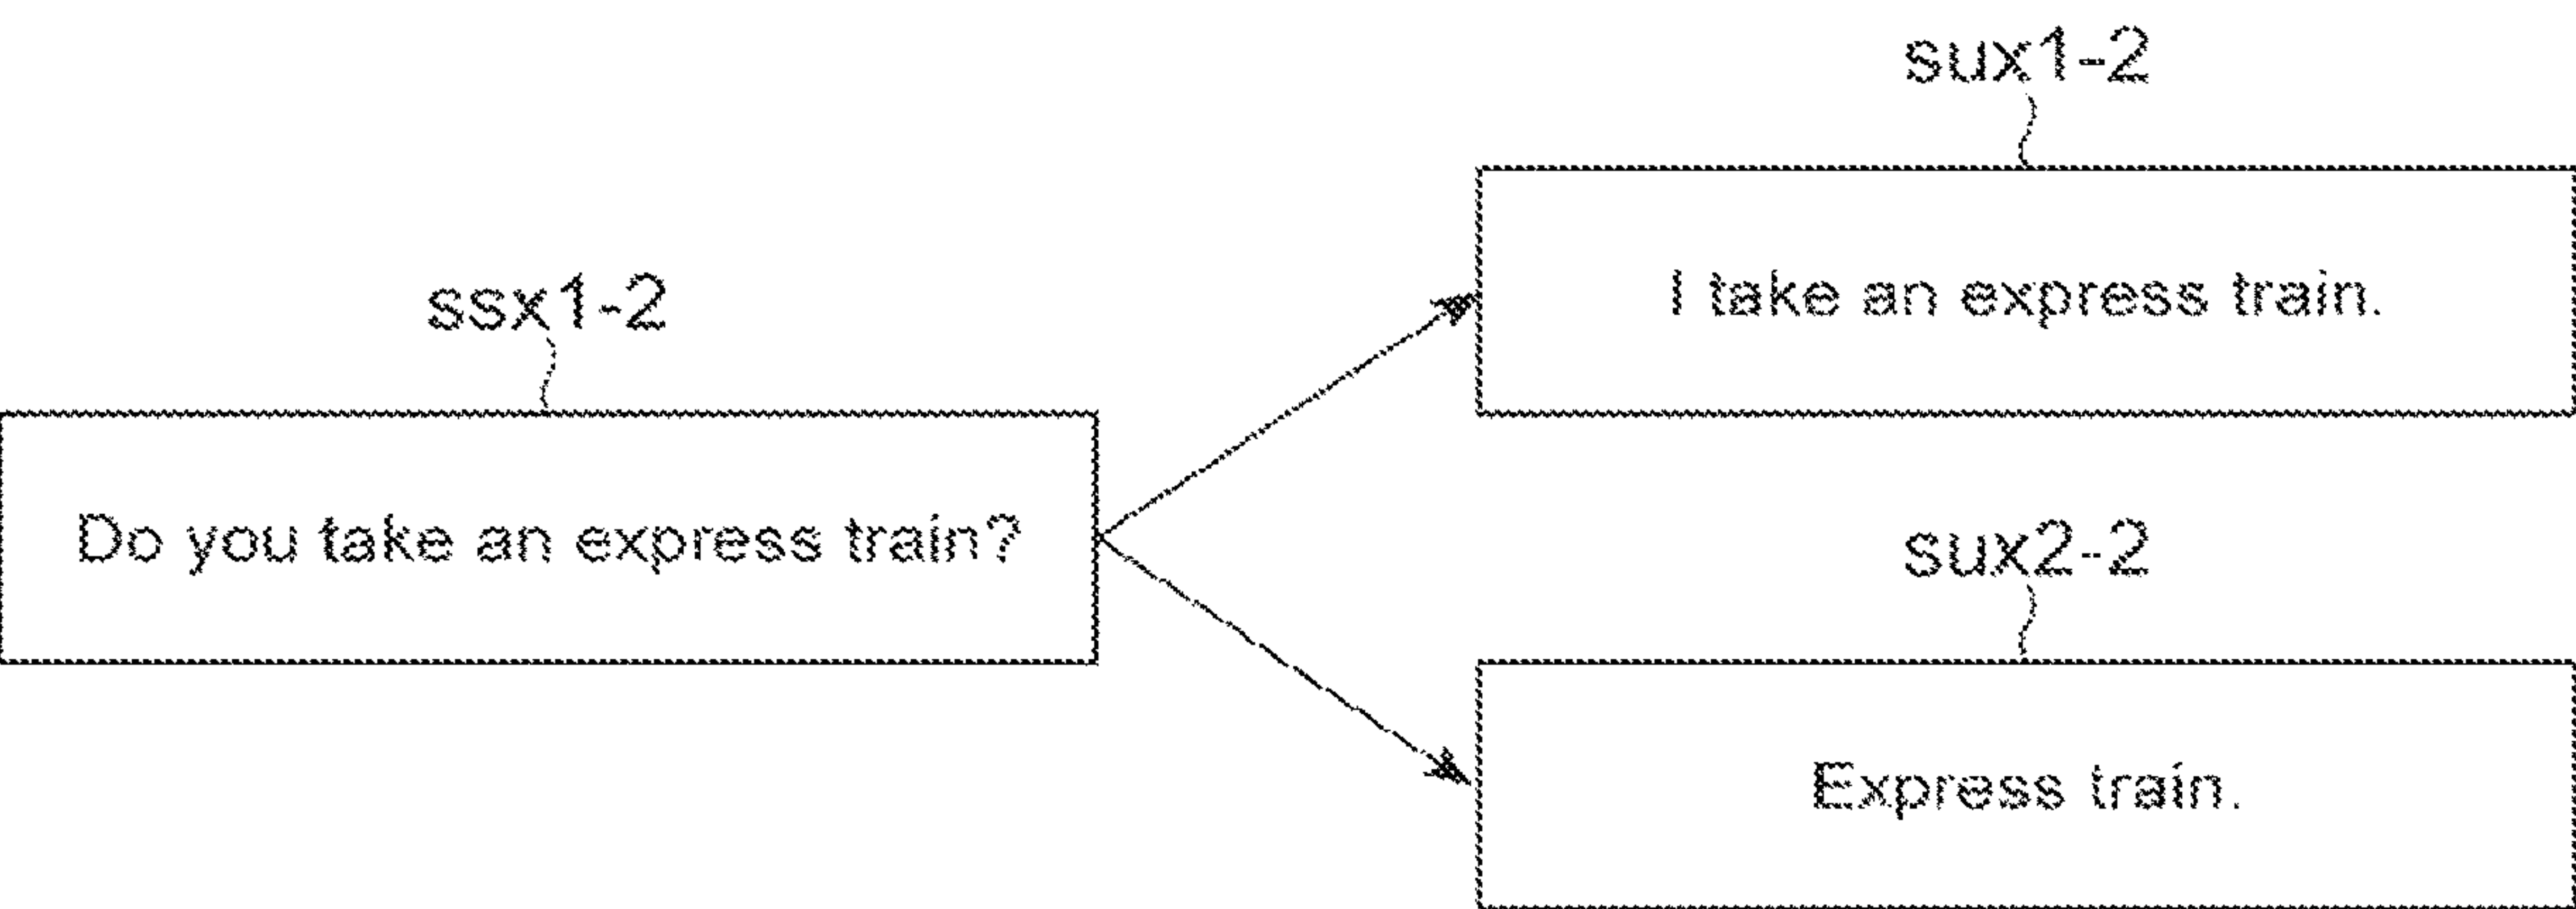 sux1-2
I take an express train.
ssx1-2
Do you take an express train?
sux2-2
Express train.